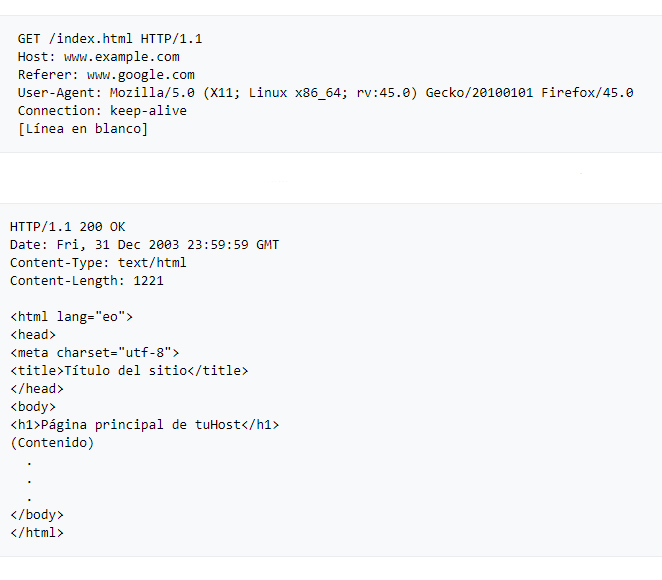 GET /index.html HTTP/1.1
Host: www.example.com
Referer: www.google.com
User-Agent: Mozilla/5.0 (X11; Linux x86_64; rv:45.0) Gecko/20100101 Firefox/45.0
Connection: keep-alive
[Línea en blanco]
HTTP/1.1 200 OK
Date: Fri, 31 Dec 2003 23:59:59 GMT
Content-Type: text/html
Content-Length: 1221
<html lang="eo">
<head>
<meta charset="utf-8">
<title>Título del sitio</title>
</head>
<body>
<h1>Página principal de tuHost</h1>
(Contenido)
.
.
.
</body>
</html>